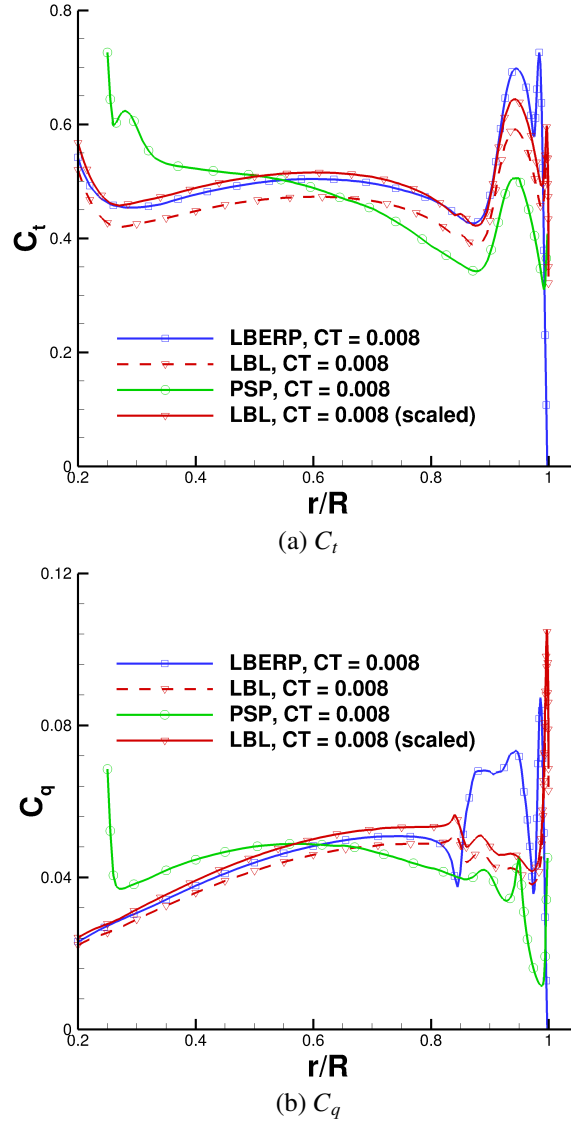 0.8
0.6
0.4
0.2
0
C_t
LBERP, CT = 0.008
LBL, CT = 0.008
PSP, CT = 0.008
LBL, CT = 0.008 (scaled)
0.2 0.4 0.6 0.8 1
r/R
(a) C_t
0.12
0.08
0.04
0
C_q
LBERP, CT = 0.008
LBL, CT = 0.008
PSP, CT = 0.008
LBL, CT = 0.008 (scaled)
0.2 0.4 0.6 0.8 1
r/R
(b) C_q